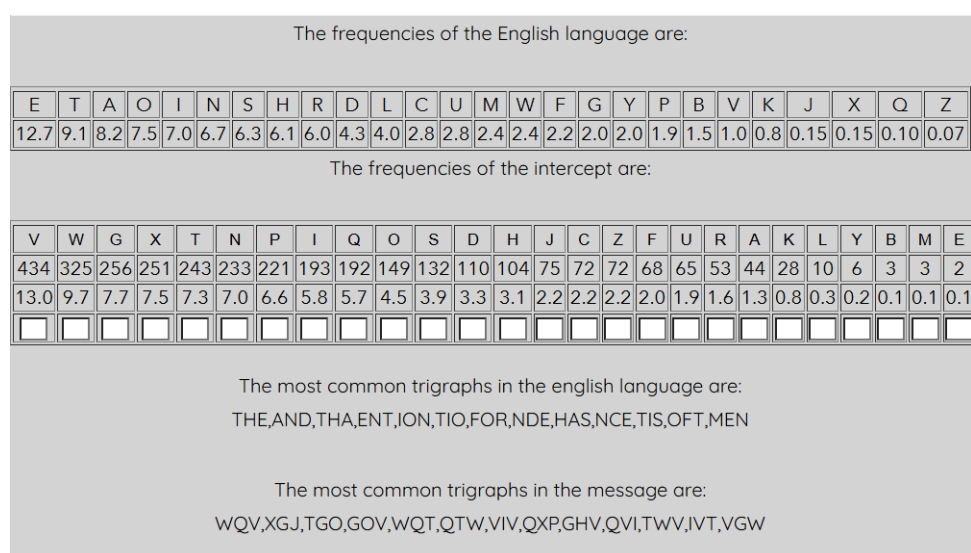 The frequencies of the English language are:
E T A O I N S H R D L C U M W F G Y P B V K J X Q Z
12.7 9.1 8.2 7.5 7.0 6.7 6.3 6.1 6.0 4.3 4.0 2.8 2.8 2.4 2.4 2.2 2.0 2.0 1.9 1.5 1.0 0.8 0.15 0.15 0.10 0.07
The frequencies of the intercept are:
V W G X T N P I Q O S D H J C Z F U R A K L Y B M E
434 325 256 251 243 233 221 193 192 149 132 110 104 75 72 72 68 65 53 44 28 10 6 3 3 2
13.0 9.7 7.7 7.5 7.3 7.0 6.6 5.8 5.7 4.5 3.9 3.3 3.1 2.2 2.2 2.2 2.0 1.9 1.6 1.3 0.8 0.3 0.2 0.1 0.1 0.1
The most common trigraphs in the english language are:
THE,AND,THA,ENT,ION,TIO,FOR,NDE,HAS,NCE,TIS,OFT,MEN
The most common trigraphs in the message are:
WQV,XGJ,TGO,GOV,WQT,QTW,VIV,QXP,GHV,QVI,TWV,IVT,VGW